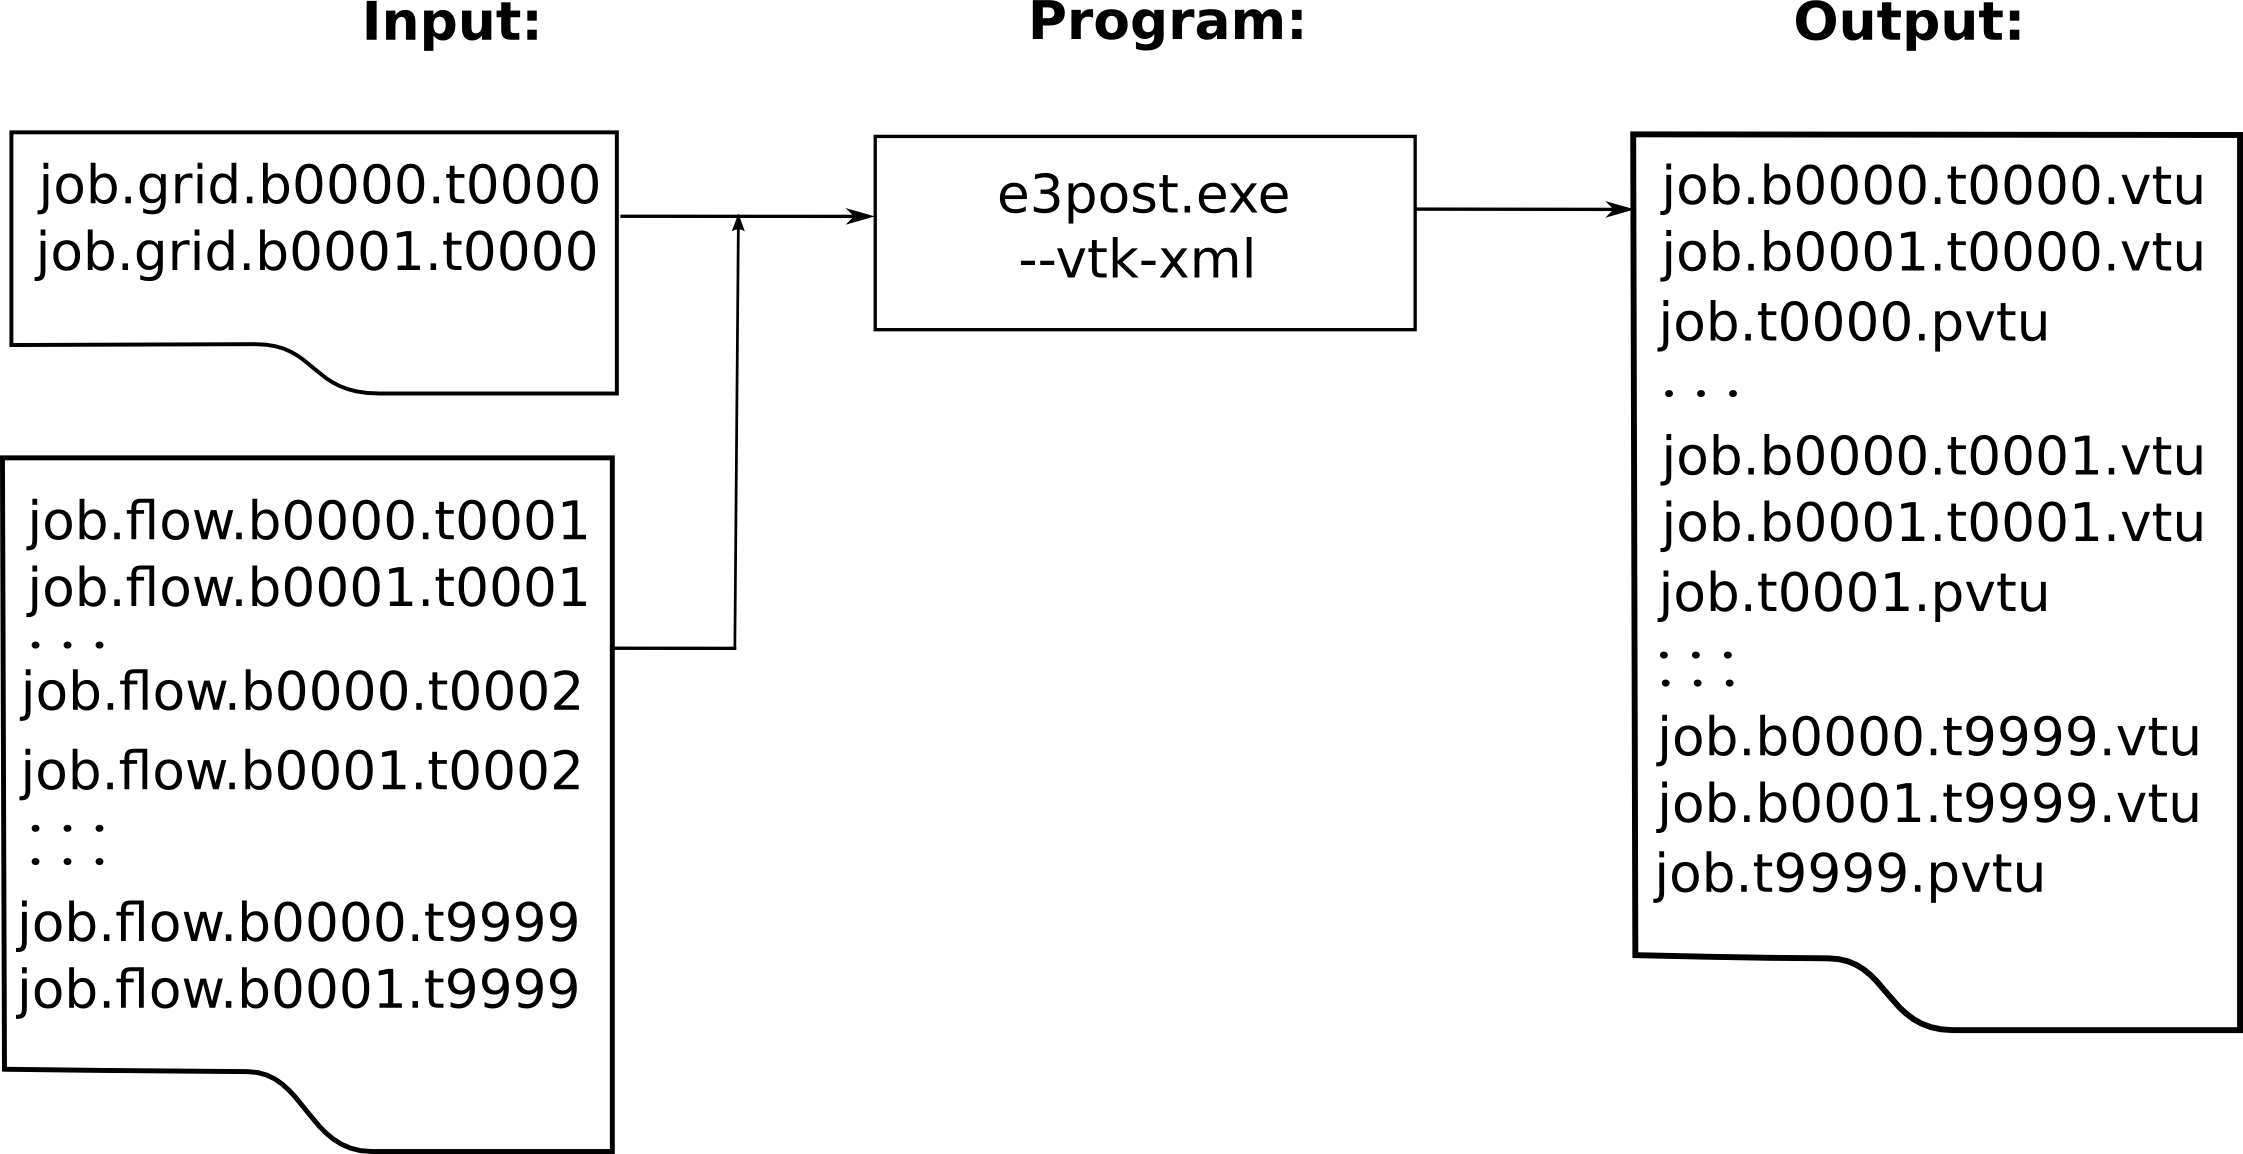 Input:
Program:
Output:
job.grid.b0000.t0000
job.grid.b0001.t0000
job.flow.b0000.t0001
job.flow.b0001.t0001
. . .
job.flow.b0000.t0002
job.flow.b0001.t0002
. . .
. . .
job.flow.b0000.t9999
job.flow.b0001.t9999
e3post.exe
--vtk-xml
job.b0000.t0000.vtu
job.b0001.t0000.vtu
job.t0000.pvtu
. . .
job.b0000.t0001.vtu
job.b0001.t0001.vtu
job.t0001.pvtu
. . .
. . .
job.b0000.t9999.vtu
job.b0001.t9999.vtu
job.t9999.pvtu